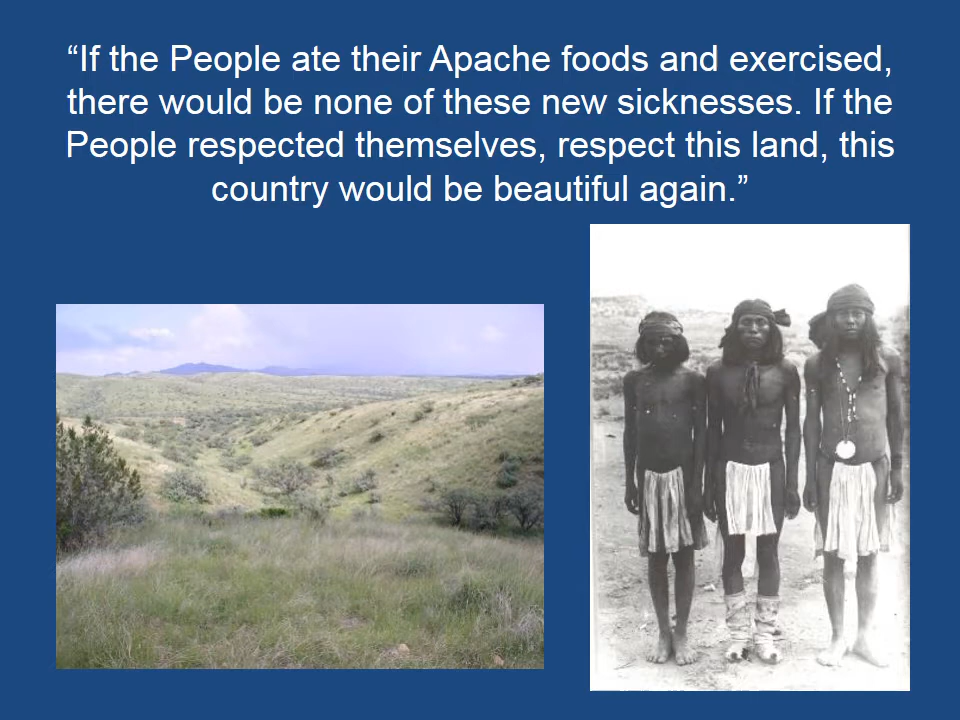 “If the People ate their Apache foods and exercised,
there would be none of these new sicknesses. If the
People respected themselves, respect this land, this
country would be beautiful again.”